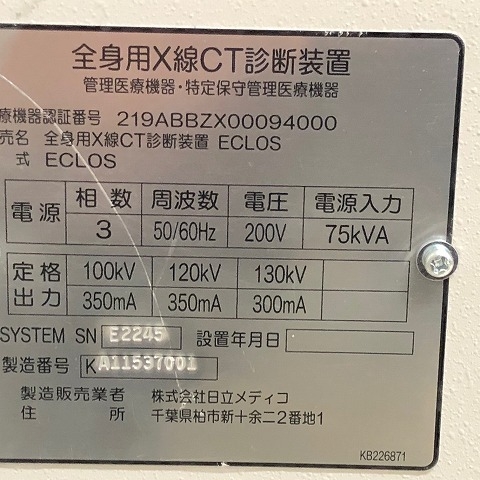 全身用X線CT診断装置
管理医療機器・特定保守管理医療機器
療機器認証番号 219ABBZX00094000
売名 全身用X線CT診断装置 ECLOS
式 ECLOS
電源 相数 周波数 電圧 電源入力
3 50/60Hz 200V 75kVA
定格 100kV 120kV 130kV
出力 350mA 350mA 300mA
SYSTEM SN E2245 設置年月日
製造番号 KA11537001
製造販売業者 株式会社日立メディコ
住所 千葉県柏市新十余二2番地1
KB226871